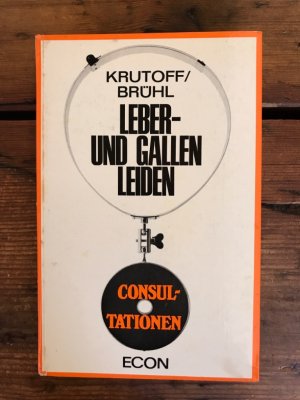 KRUTOFF/
BRÜHL
LEBER-
UND GALLEN
LEIDEN
CONSUL-
TATIONEN
ECON